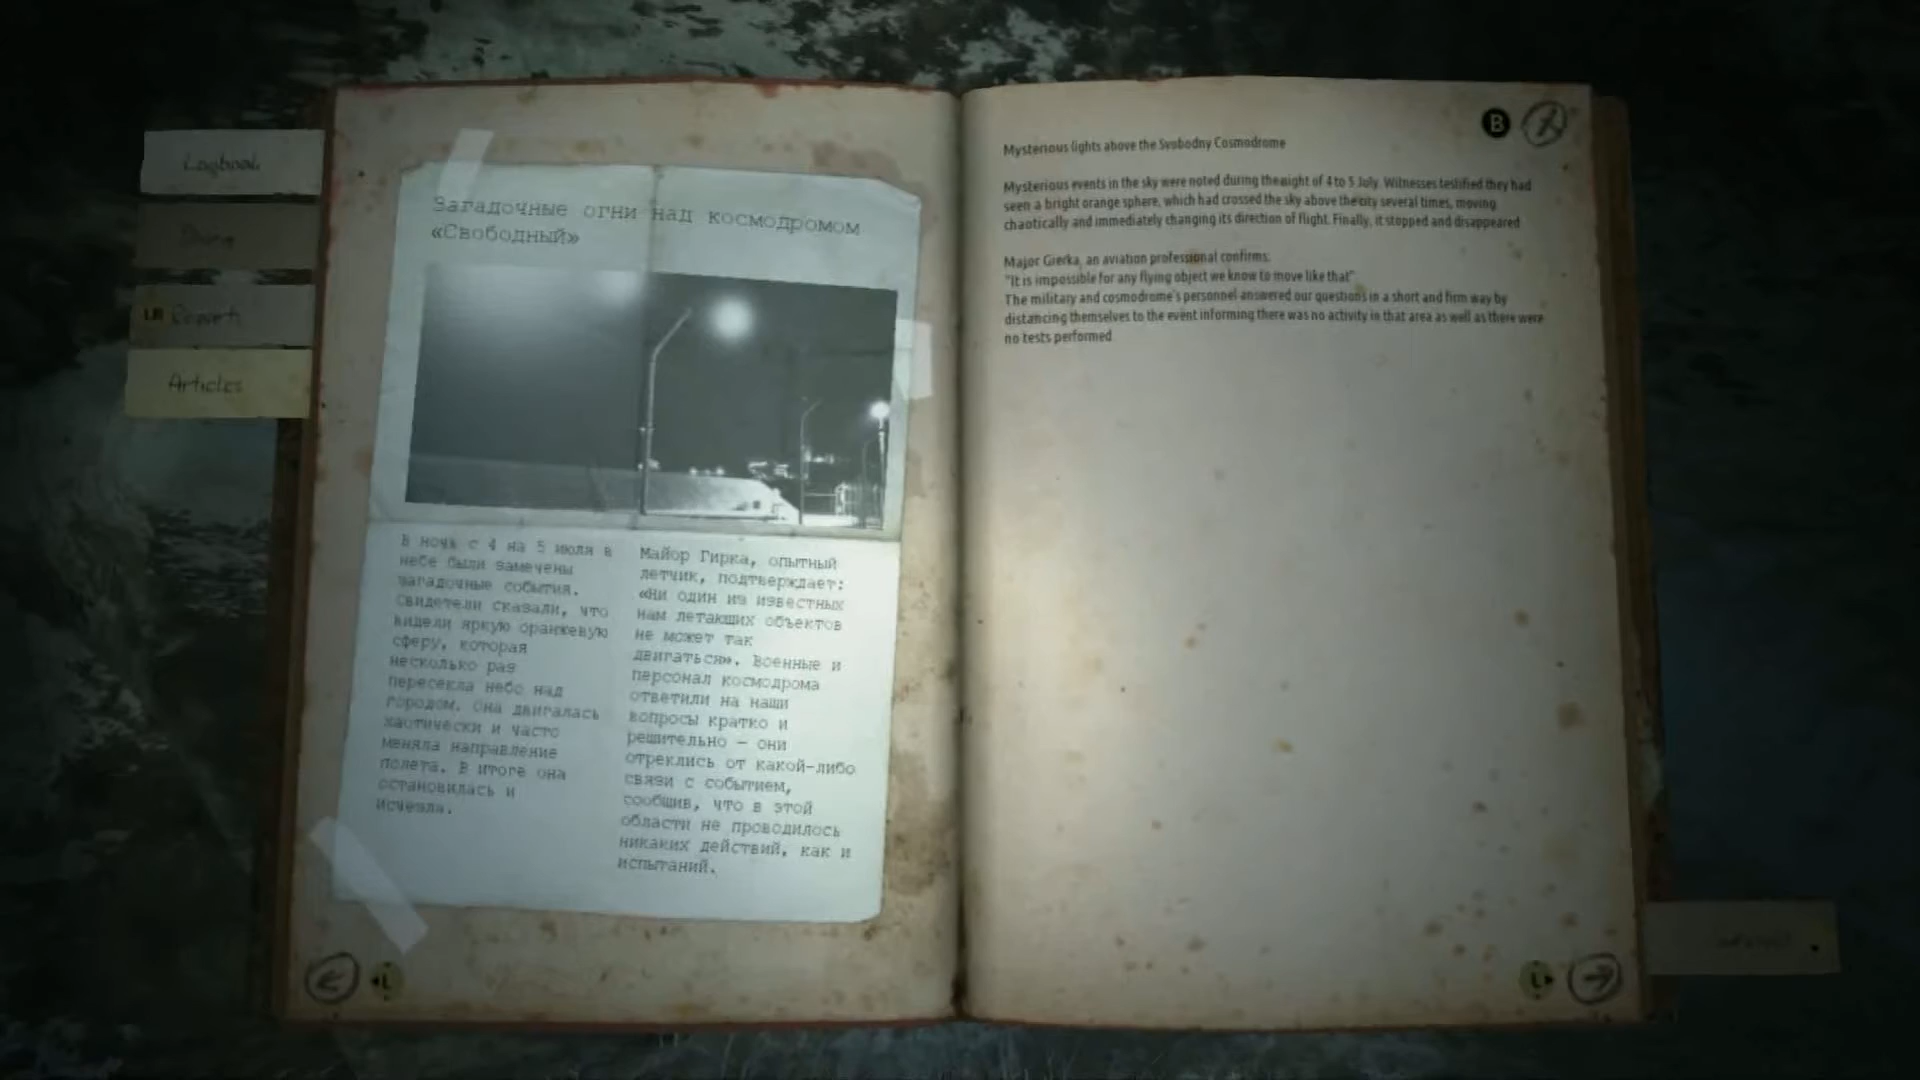 Logbook
LB Reports
Articles
Загадочные огни над космодромом
«Свободный»
В ночь с 4 на 5 июля в
небе были замечены
загадочные события.
Свидетели сказали, что
видели яркую оранжевую
сферу, которая
несколько раз
пересекла небо над
городом. Она двигалась
хаотически и часто
меняла направление
полета. В итоге она
остановилась и
исчезла.
Майор Гирка, опытный
летчик, подтверждает:
«Ни один из известных
нам летающих объектов
не может так
двигаться». Военные и
персонал космодрома
ответили на наши
вопросы кратко и
решительно — они
отреклись от какой-либо
связи с событием,
сообщив, что в этой
области не проводилось
никаких действий, как и
испытаний.
L
B
Mysterious lights above the Svobodny Cosmodrome
Mysterious events in the sky were noted during the night of 4 to 5 July. Witnesses testified they had
seen a bright orange sphere, which had crossed the sky above the city several times, moving
chaotically and immediately changing its direction of flight. Finally, it stopped and disappeared.
Major Gierka, an aviation professional confirms:
"It is impossible for any flying object we know to move like that".
The military and cosmodrome's personnel answered our questions in a short and firm way by
distancing themselves to the event informing there was no activity in that area as well as there were
no tests performed.
L